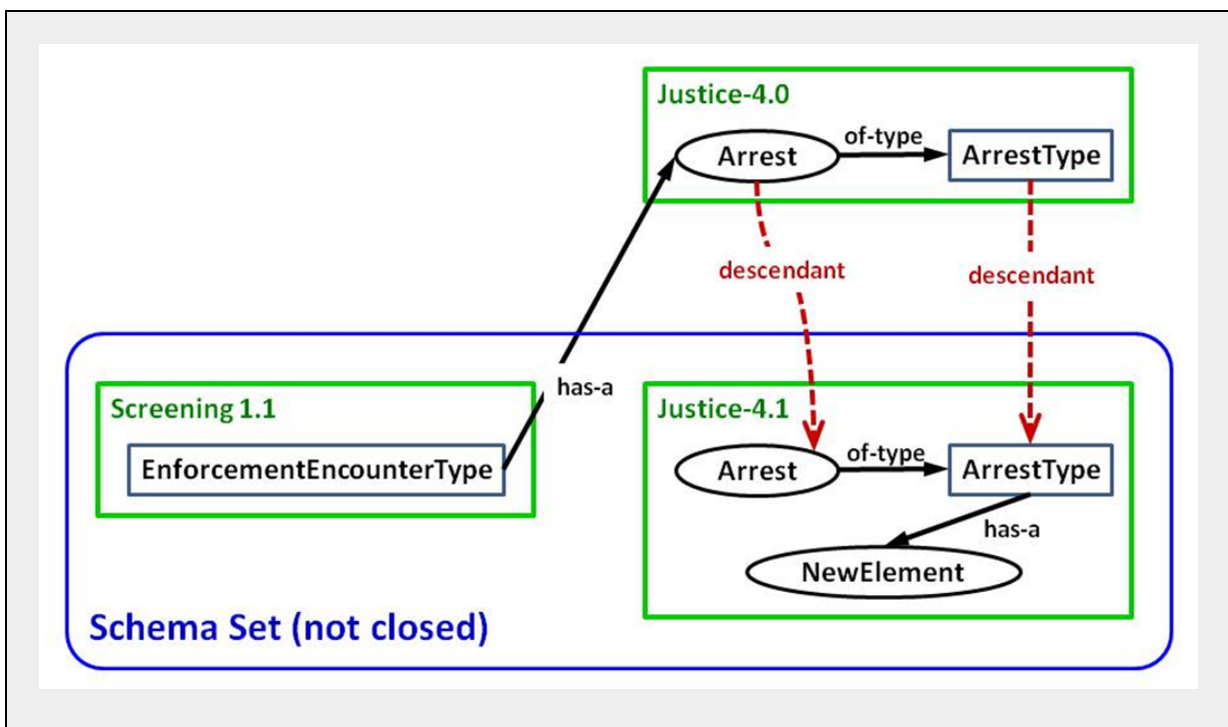 Justice-4.0
Arrest
of-type
ArrestType
descendant
descendant
has-a
Screening 1.1
EnforcementEncounterType
Justice-4.1
Arrest
of-type
ArrestType
has-a
NewElement
Schema Set (not closed)